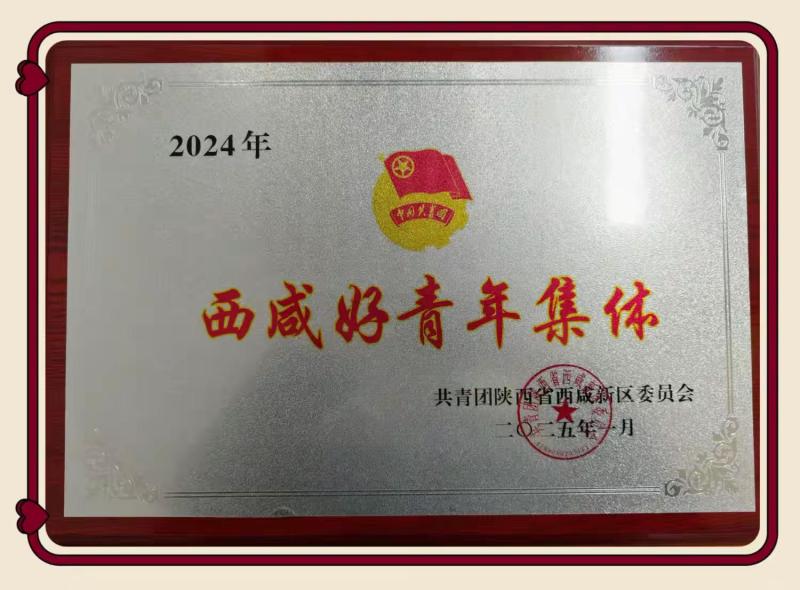 2024年
中国共青团
西咸好青年集体
共青团陕西省西咸新区委员会
二〇二五年一月